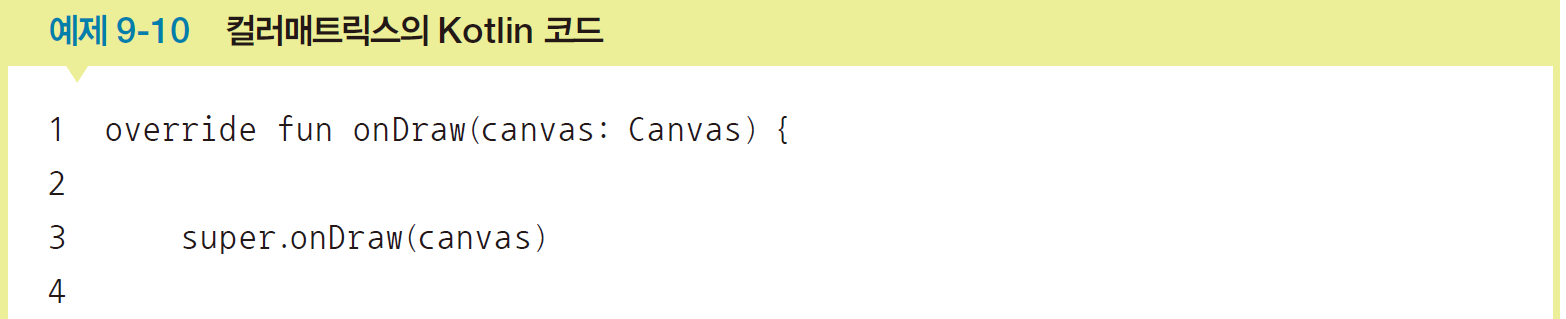 예제 9-10 컬러매트릭스의 Kotlin 코드
1 override fun onDraw(canvas: Canvas) {
2
3     super.onDraw(canvas)
4